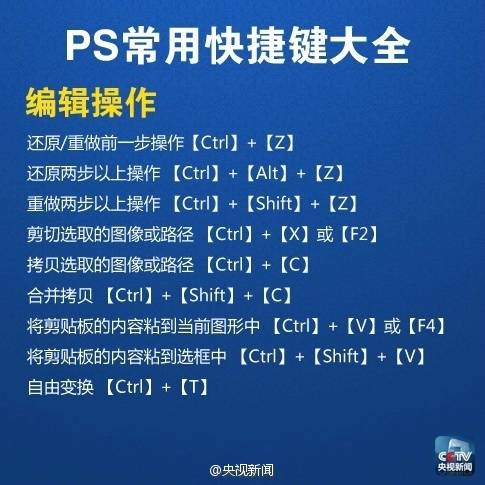 PS常用快捷键大全
编辑操作
还原/重做前一步操作【Ctrl】+【Z】
还原两步以上操作 【Ctrl】+【Alt】+【Z】
重做两步以上操作 【Ctrl】+【Shift】+【Z】
剪切选取的图像或路径 【Ctrl】+【X】或【F2】
拷贝选取的图像或路径 【Ctrl】+【C】
合并拷贝 【Ctrl】+【Shift】+【C】
将剪贴板的内容粘到当前图形中 【Ctrl】+【V】或【F4】
将剪贴板的内容粘到选框中 【Ctrl】+【Shift】+【V】
自由变换 【Ctrl】+【T】
CCTV
央视新闻
@央视新闻